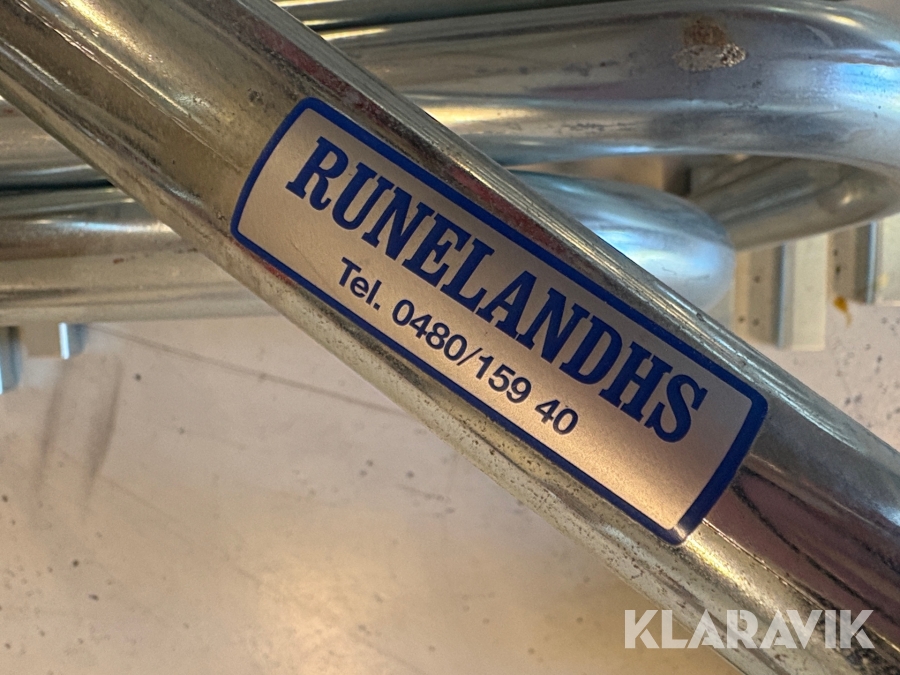 RUNELANDHS
Tel. 0480/159 40
KLARAVIK